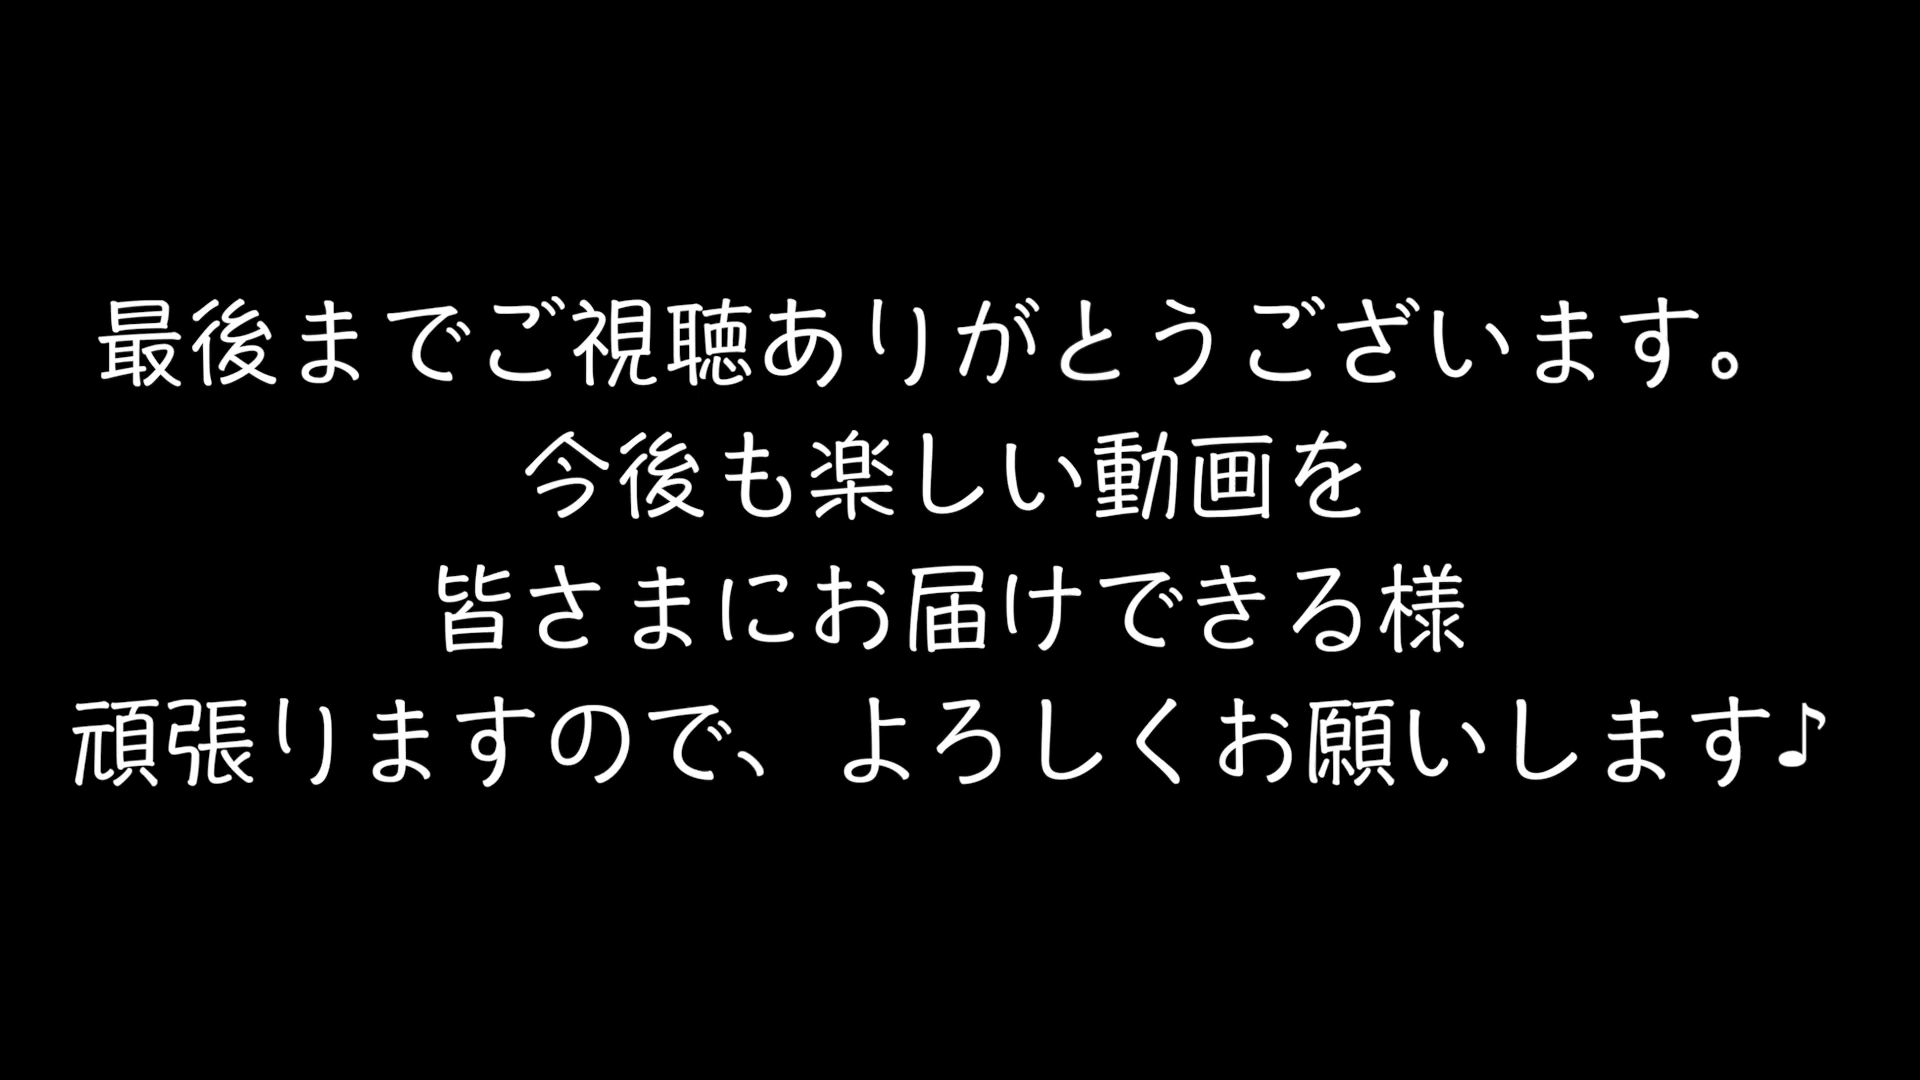 最後までご視聴ありがとうございます。
今後も楽しい動画を
皆さまにお届けできる様
頑張りますので、よろしくお願いします♪